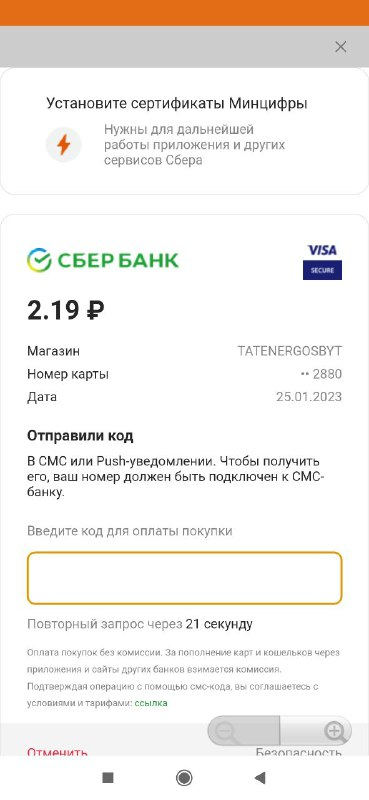 Установите сертификаты Минцифры
Нужны для дальнейшей
работы приложения и других
сервисов Сбера
СБЕР БАНК
VISA
SECURE
2.19 ₽
Магазин TATENERGOSBYT
Номер карты •• 2880
Дата 25.01.2023
Отправили код
В СМС или Push-уведомлении. Чтобы получить
его, ваш номер должен быть подключен к СМС-
банку.
Введите код для оплаты покупки
Повторный запрос через 21 секунду
Оплата покупок без комиссии. За пополнение карт и кошельков через
приложения и сайты других банков взимается комиссия.
Подтверждая операцию с помощью смс-кода, вы соглашаетесь с
условиями и тарифами: ссылка
Отменить Безопасность